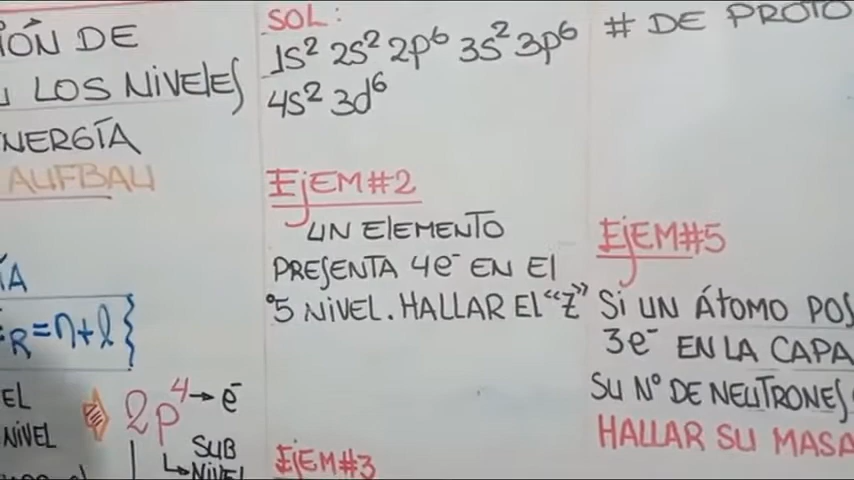 IÓN DE
LOS NIVELES
NERGÍA
AUFBAU
ÍA
R=n+l}
EL
NIVEL
2p⁴→e⁻
SUB
NIVEL
SOL:
1S² 2S² 2p⁶ 3S² 3p⁶
4S² 3d⁶
EjEM#2
UN ElEMENTO
PRESENTA 4e⁻ EN El
5 NIVEL. HALLAR El "Z"
EjEM#3
# DE PROTO
EjEM#5
Si UN ÁTOMO POS
3e⁻ EN LA CAPA
SU Nº DE NEUTRONES
HALLAR SU MASA